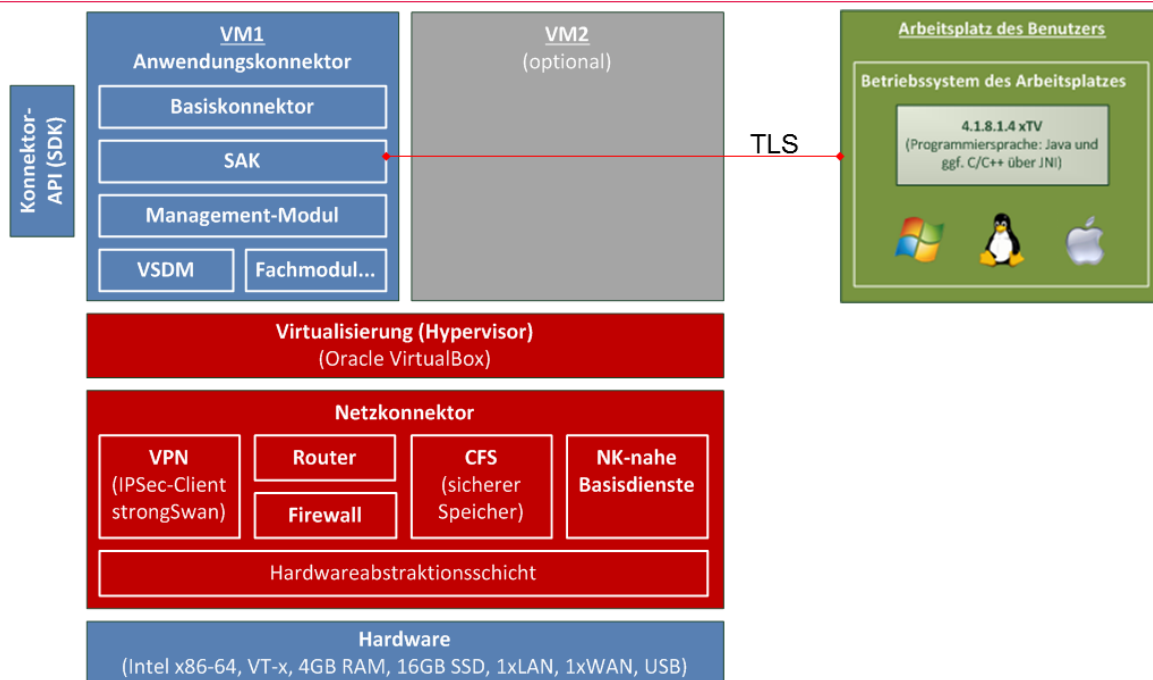 Konnektor-
API (SDK)
VM1
Anwendungskonnektor
Basiskonnektor
SAK
Management-Modul
VSDM
Fachmodul...
VM2
(optional)
TLS
Arbeitsplatz des Benutzers
Betriebssystem des Arbeitsplatzes
4.1.8.1.4 xTV
(Programmiersprache: Java und
ggf. C/C++ über JNI)
Virtualisierung (Hypervisor)
(Oracle VirtualBox)
Netzkonnektor
VPN
(IPSec-Client
strongSwan)
Router
Firewall
CFS
(sicherer
Speicher)
NK-nahe
Basisdienste
Hardwareabstraktionsschicht
Hardware
(Intel x86-64, VT-x, 4GB RAM, 16GB SSD, 1xLAN, 1xWAN, USB)